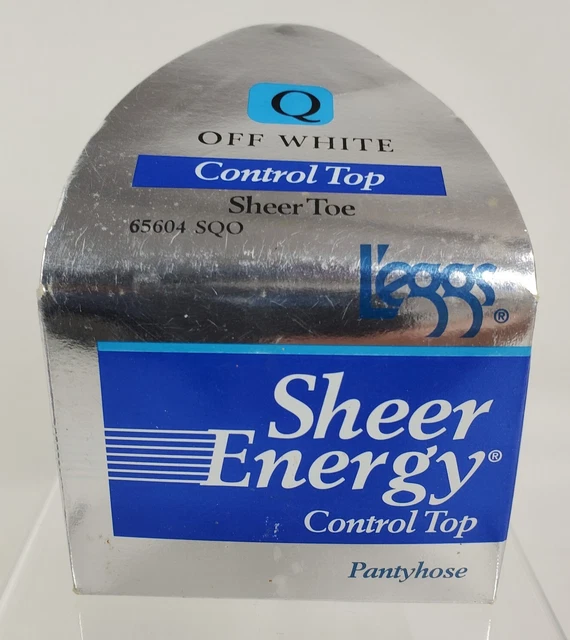 Q
OFF WHITE
Control Top
Sheer Toe
65604 SQO
L'eggs®
Sheer
Energy®
Control Top
Pantyhose